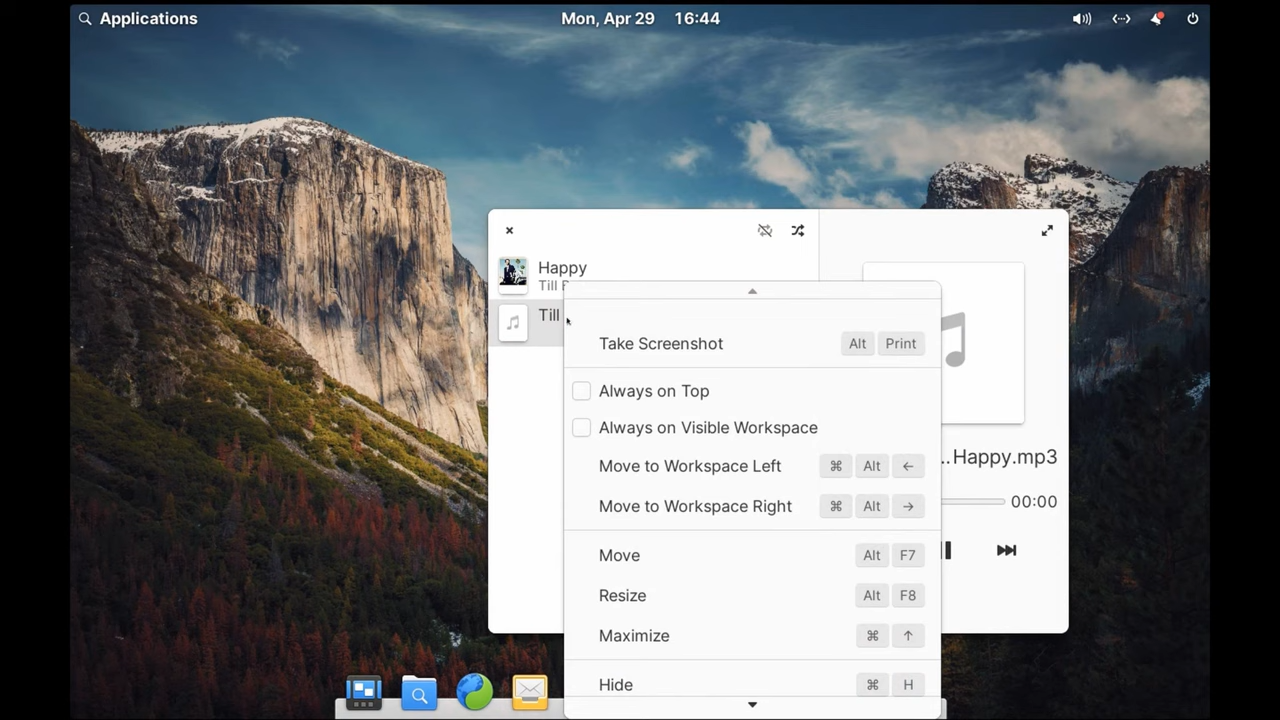 Applications
Mon, Apr 29 16:44
Happy
Till
Till
Take Screenshot Alt Print
Always on Top
Always on Visible Workspace
Move to Workspace Left ⌘ Alt ←
Move to Workspace Right ⌘ Alt →
...Happy.mp3
00:00
Move Alt F7
Resize Alt F8
Maximize ⌘ ↑
Hide ⌘ H